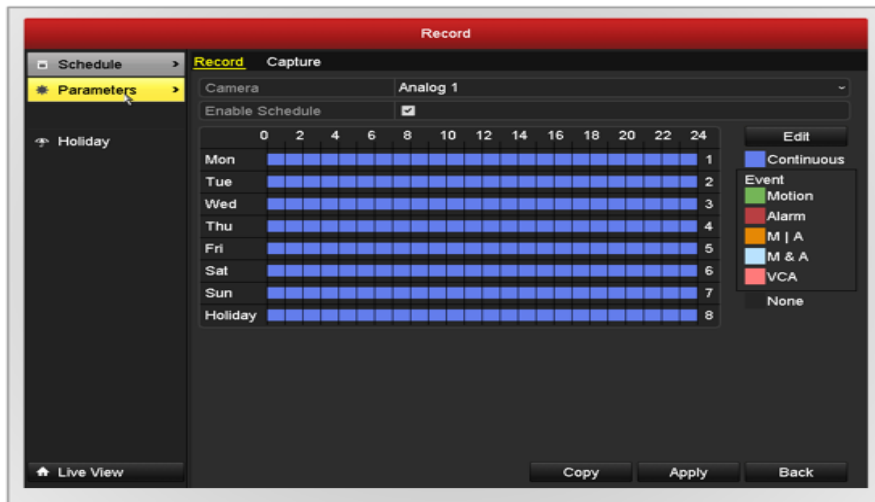 Record
Schedule >
Parameters >
Holiday
Record Capture
Camera Analog 1
Enable Schedule
0 2 4 6 8 10 12 14 16 18 20 22 24
Mon 1
Tue 2
Wed 3
Thu 4
Fri 5
Sat 6
Sun 7
Holiday 8
Edit
Continuous
Event
Motion
Alarm
M | A
M & A
VCA
None
Live View
Copy Apply Back